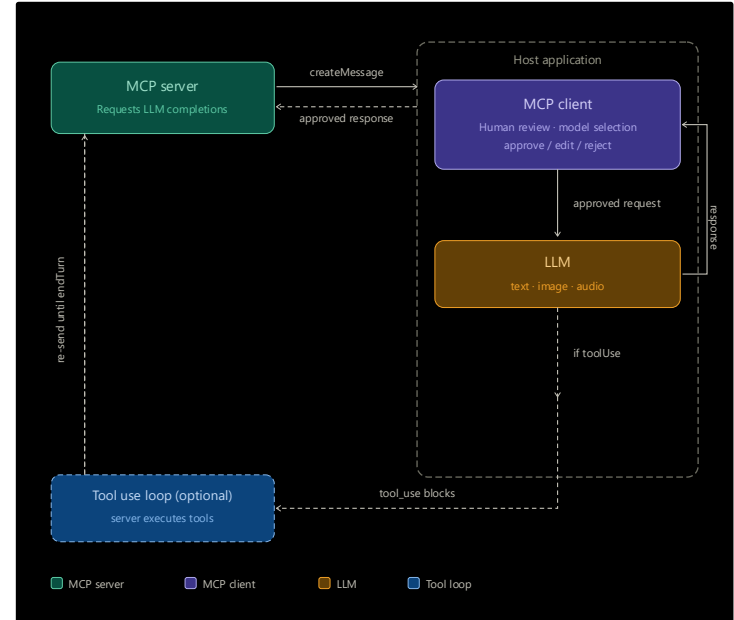 Host application
MCP server
Requests LLM completions
createMessage
approved response
MCP client
Human review · model selection
approve / edit / reject
approved request
response
LLM
text · image · audio
if toolUse
re-send until endTurn
Tool use loop (optional)
server executes tools
tool_use blocks
MCP server
MCP client
LLM
Tool loop